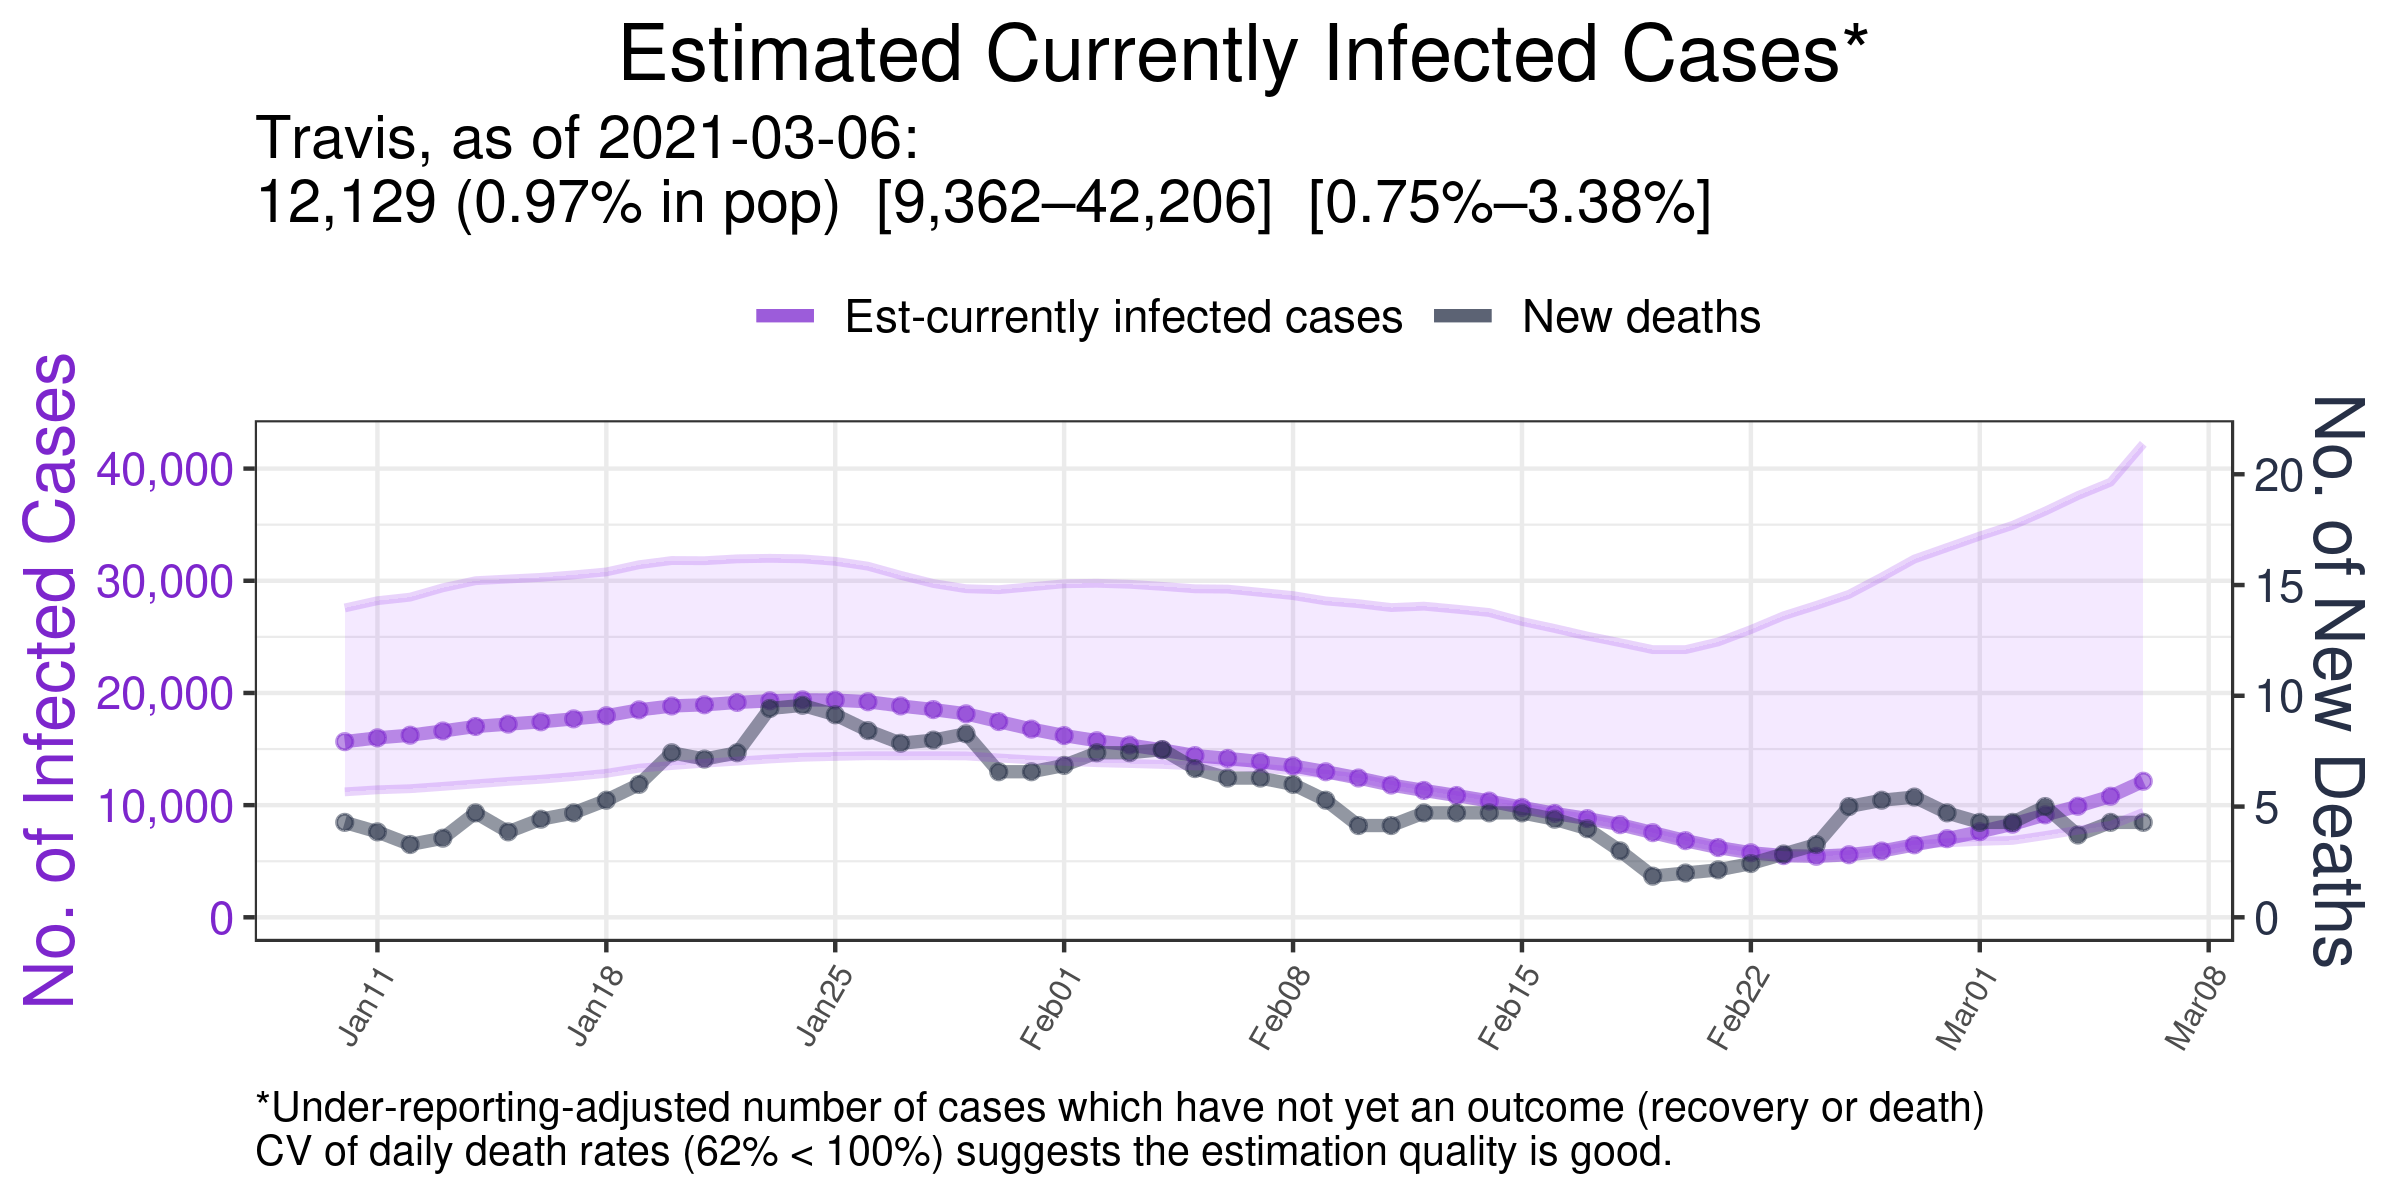 Estimated Currently Infected Cases*
Travis, as of 2021-03-06:
12,129 (0.97% in pop)  [9,362–42,206]  [0.75%–3.38%]
Est-currently infected cases
New deaths
No. of Infected Cases
40,000
30,000
20,000
10,000
0
20
15
10
5
0
No. of New Deaths
Jan11
Jan18
Jan25
Feb01
Feb08
Feb15
Feb22
Mar01
Mar08
*Under-reporting-adjusted number of cases which have not yet an outcome (recovery or death)
CV of daily death rates (62% < 100%) suggests the estimation quality is good.